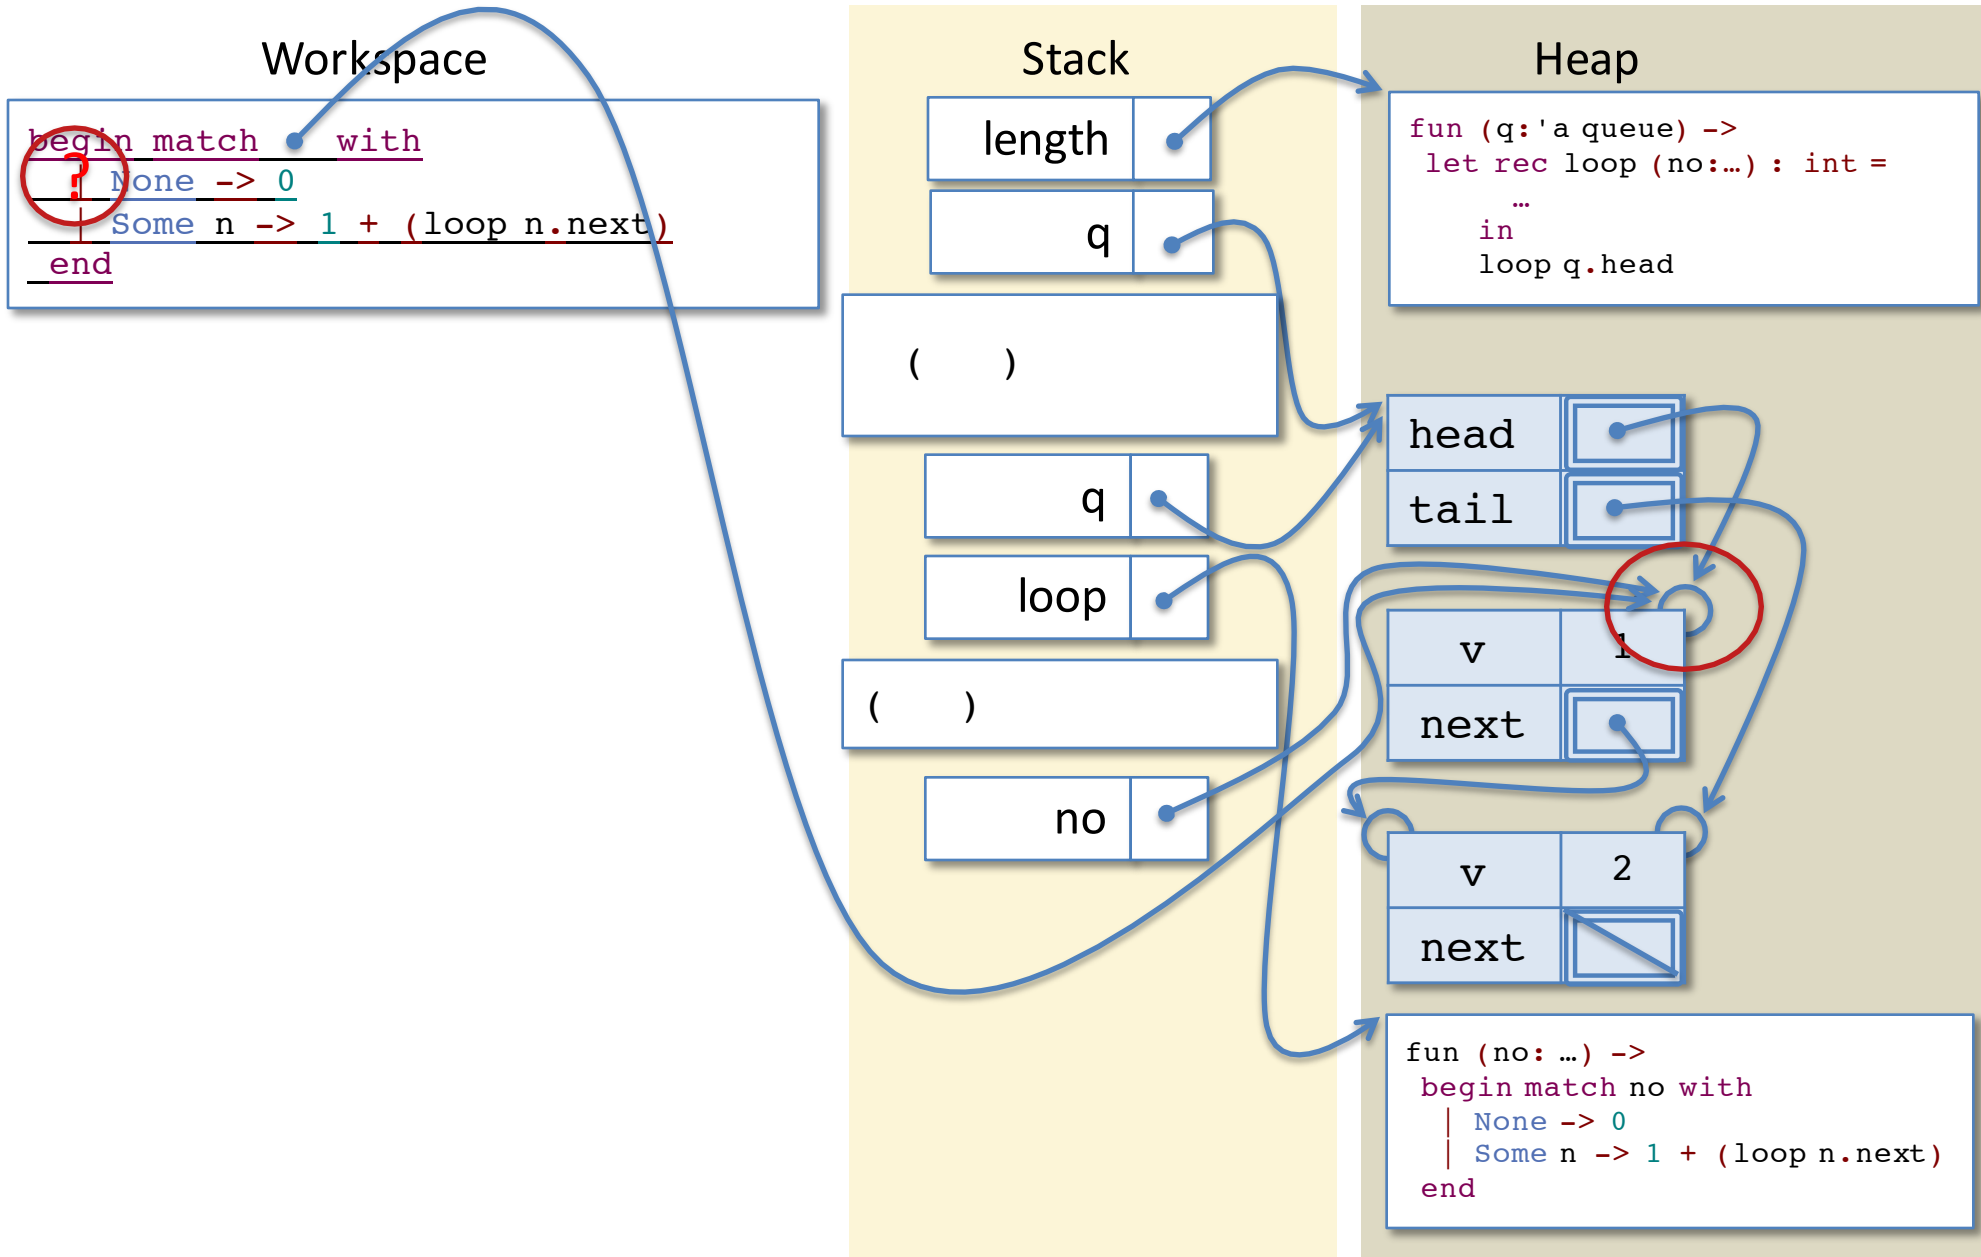 Workspace
begin match with
? | None -> 0
| Some n -> 1 + (loop n.next)
end
Stack
length
q
( )
q
loop
( )
no
Heap
fun (q:'a queue) ->
let rec loop (no:…) : int =
…
in
loop q.head
head
tail
v 1
next
v 2
next
fun (no: …) ->
begin match no with
| None -> 0
| Some n -> 1 + (loop n.next)
end